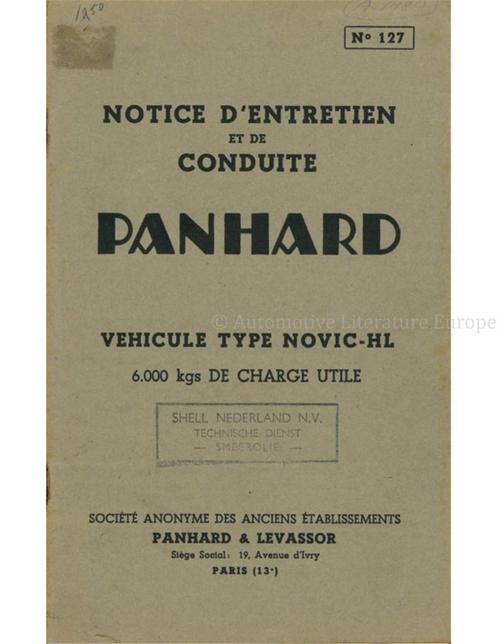 1250
Nº 127
NOTICE D'ENTRETIEN
ET DE
CONDUITE
PANHARD
© Automotive Literature Europe
VEHICULE TYPE NOVIC-HL
6.000 kgs DE CHARGE UTILE
SHELL NEDERLAND N.V.
TECHNISCHE DIENST
— SMEEROLIE —
SOCIÉTÉ ANONYME DES ANCIENS ÉTABLISSEMENTS
PANHARD & LEVASSOR
Siège Social: 19, Avenue d'Ivry
PARIS (13ᵉ)